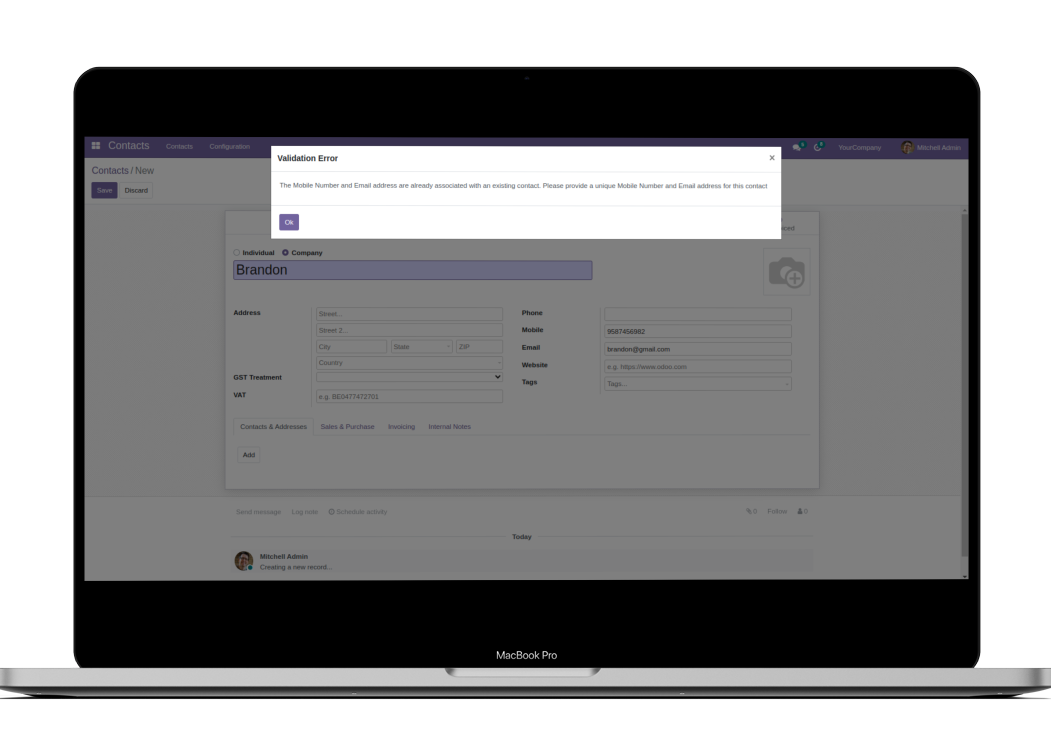 Contacts Contacts Configuration
YourCompany Mitchell Admin
Validation Error ×
The Mobile Number and Email address are already associated with an existing contact. Please provide a unique Mobile Number and Email address for this contact
Ok
Contacts / New
Save Discard
Individual Company
Brandon
Address Street...
Street 2...
City State ZIP
Country
GST Treatment
VAT e.g. BE0477472701
Phone
Mobile 9587456982
Email brandon@gmail.com
Website e.g. https://www.odoo.com
Tags Tags...
Contacts & Addresses Sales & Purchase Invoicing Internal Notes
Add
Send message Log note Schedule activity 0 Follow 0
Today
Mitchell Admin
Creating a new record...
MacBook Pro